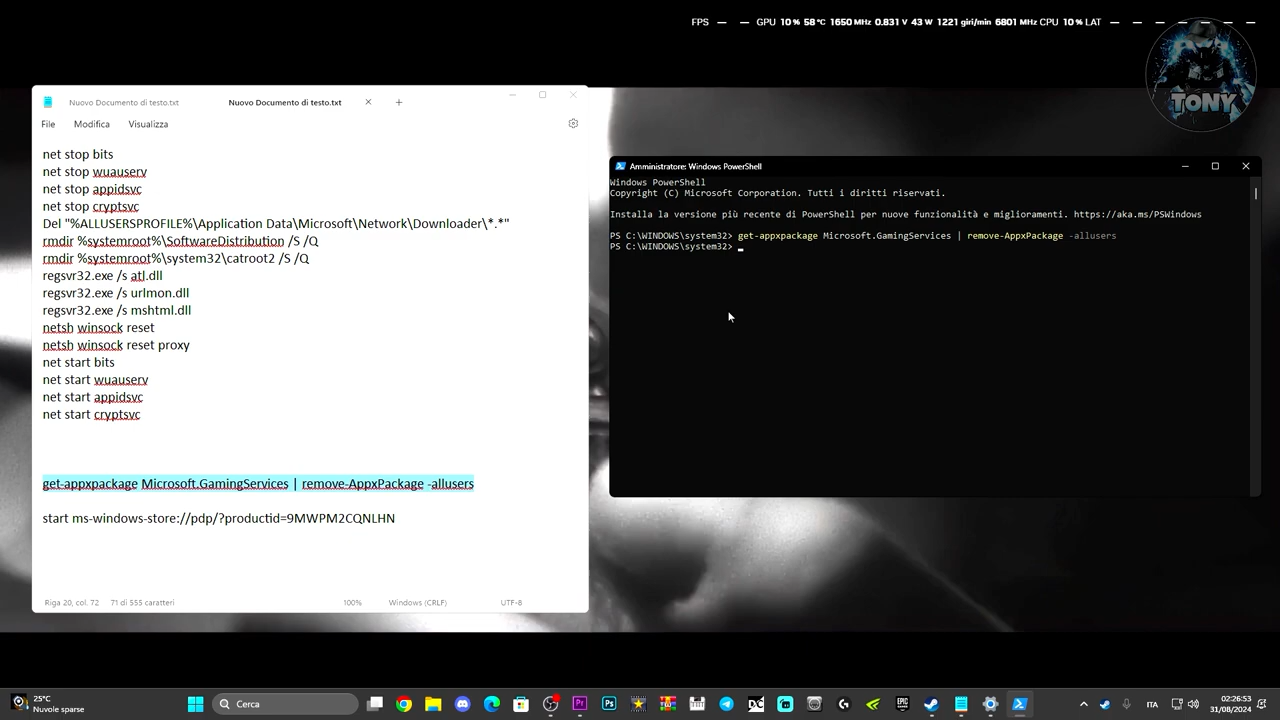 FPS — — GPU 10 % 58 °C 1650 MHz 0.831 V 43 W 1221 giri/min 6801 MHz CPU 10 % LAT — — — — — —
TONY
Nuovo Documento di testo.txt
Nuovo Documento di testo.txt
File Modifica Visualizza
net stop bits
net stop wuauserv
net stop appidsvc
net stop cryptsvc
Del "%ALLUSERSPROFILE%\Application Data\Microsoft\Network\Downloader\*.*"
rmdir %systemroot%\SoftwareDistribution /S /Q
rmdir %systemroot%\system32\catroot2 /S /Q
regsvr32.exe /s atl.dll
regsvr32.exe /s urlmon.dll
regsvr32.exe /s mshtml.dll
netsh winsock reset
netsh winsock reset proxy
net start bits
net start wuauserv
net start appidsvc
net start cryptsvc
get-appxpackage Microsoft.GamingServices | remove-AppxPackage -allusers
start ms-windows-store://pdp/?productid=9MWPM2CQNLHN
Riga 20, col. 72 71 di 555 caratteri 100% Windows (CRLF) UTF-8
Amministratore: Windows PowerShell
Windows PowerShell
Copyright (C) Microsoft Corporation. Tutti i diritti riservati.
Installa la versione più recente di PowerShell per nuove funzionalità e miglioramenti. https://aka.ms/PSWindows
PS C:\WINDOWS\system32> get-appxpackage Microsoft.GamingServices | remove-AppxPackage -allusers
PS C:\WINDOWS\system32>
25°C
Nuvole sparse
Cerca
Pr
Ps
EPIC
GAMES
ITA
02:26:53
31/08/2024